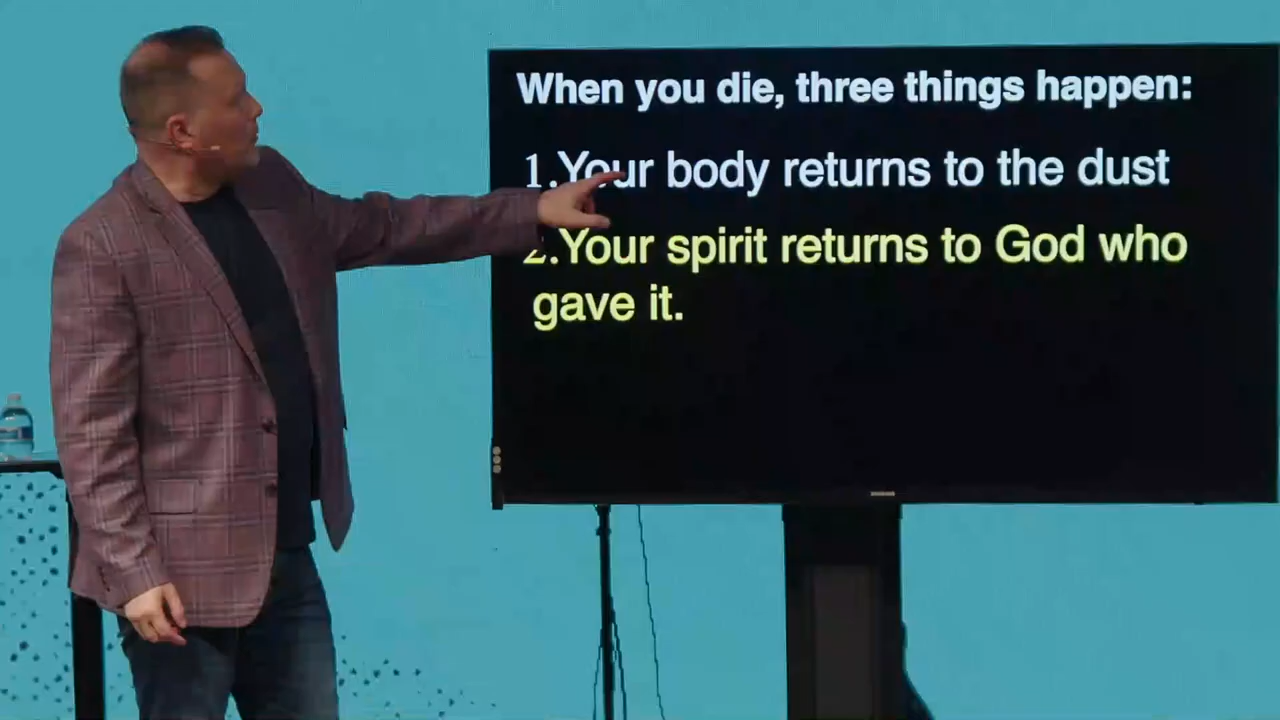 When you die, three things happen:
1.Your body returns to the dust
2.Your spirit returns to God who
gave it.